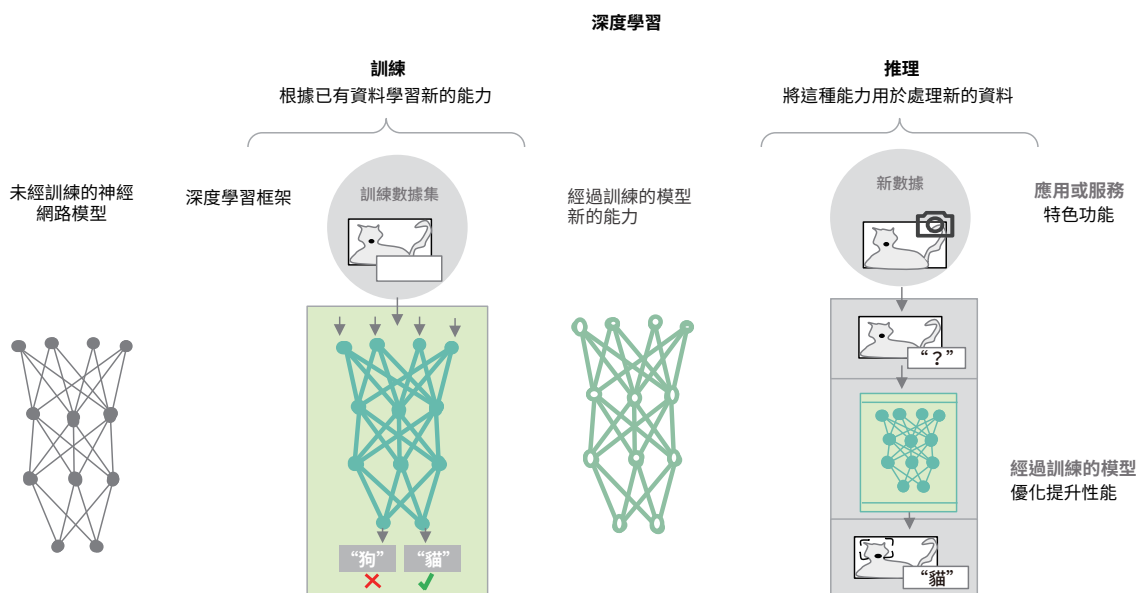 深度學習
訓練
根據已有資料學習新的能力
推理
將這種能力用於處理新的資料
未經訓練的神經
網路模型
深度學習框架
訓練數據集
經過訓練的模型
新的能力
新數據
應用或服務
特色功能
“?”
經過訓練的模型
優化提升性能
“狗”
“貓”
“貓”